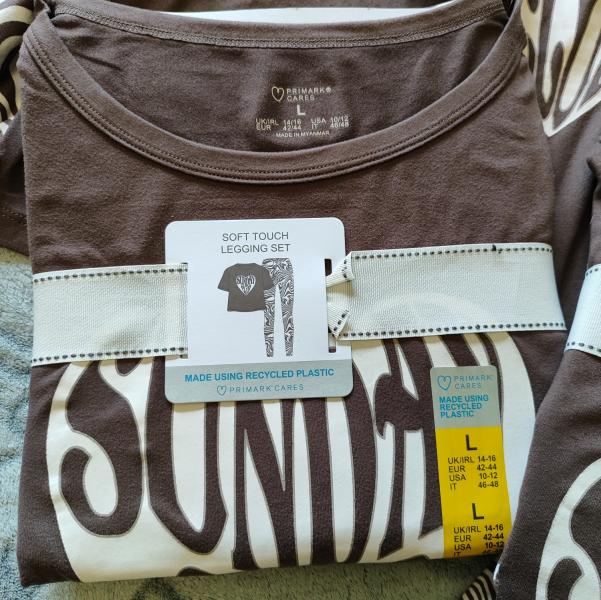 PRIMARK®
CARES
L
UK/IRL 14/16 USA 10/12
EUR 42/44 IT 46/48
MADE IN MYANMAR
SOFT TOUCH
LEGGING SET
MADE USING RECYCLED PLASTIC
PRIMARK CARES
SUNDA
PRIMARK®
CARES
MADE USING
RECYCLED
PLASTIC
L
UK/IRL 14-16
EUR 42-44
USA 10-12
IT 46-48
L
UK/IRL 14-16
EUR 42-44
USA 10-12